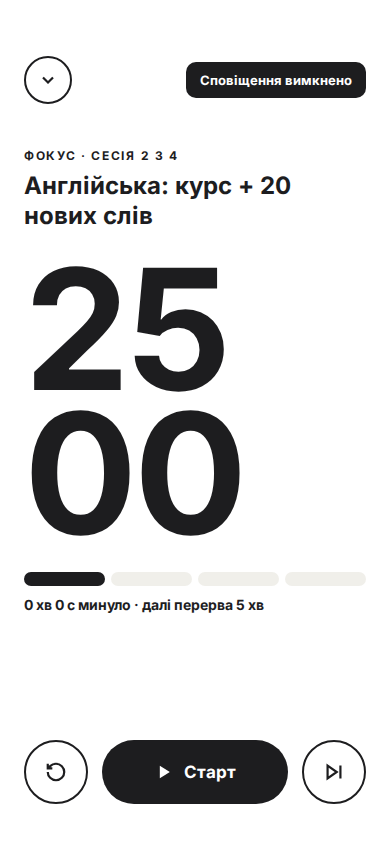 Сповіщення вимкнено
ФОКУС · СЕСІЯ 2 3 4
Англійська: курс + 20
нових слів
25
00
0 хв 0 с минуло · далі перерва 5 хв
Старт